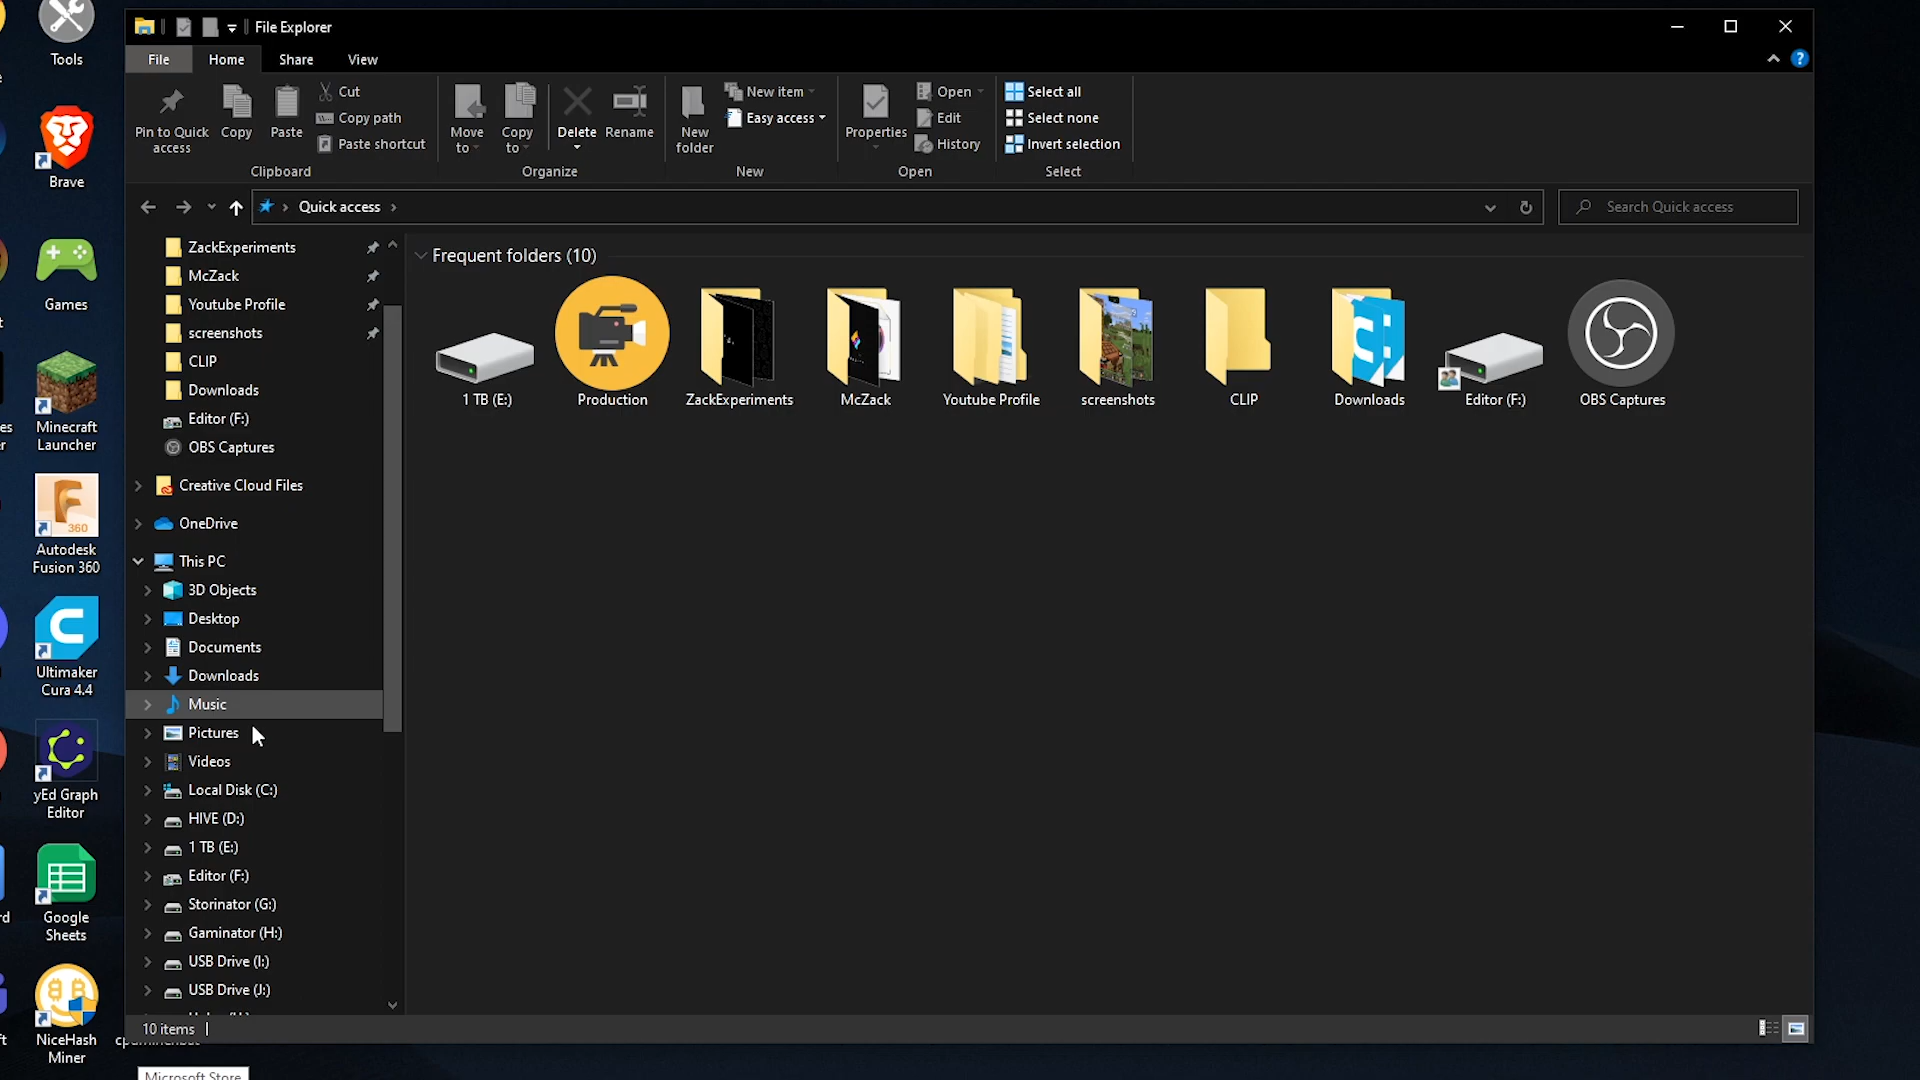 File Explorer
File Home Share View
Pin to Quick access
Copy
Paste
Cut
Copy path
Paste shortcut
Clipboard
Move to
Copy to
Delete
Rename
Organize
New folder
New item
Easy access
New
Properties
Open
Edit
History
Open
Select all
Select none
Invert selection
Select
Quick access
Search Quick access
ZackExperiments
McZack
Youtube Profile
screenshots
CLIP
Downloads
Editor (F:)
OBS Captures
Creative Cloud Files
OneDrive
This PC
3D Objects
Desktop
Documents
Downloads
Music
Pictures
Videos
Local Disk (C:)
HIVE (D:)
1 TB (E:)
Editor (F:)
Storinator (G:)
Gaminator (H:)
USB Drive (I:)
USB Drive (J:)
Frequent folders (10)
1 TB (E:)
Production
ZackExperiments
McZack
Youtube Profile
screenshots
CLIP
Downloads
Editor (F:)
OBS Captures
10 items
Tools
Brave
Games
Minecraft
Launcher
360
Autodesk
Fusion 360
Ultimaker
Cura 4.4
yEd Graph
Editor
Google
Sheets
NiceHash
Miner
Microsoft Store